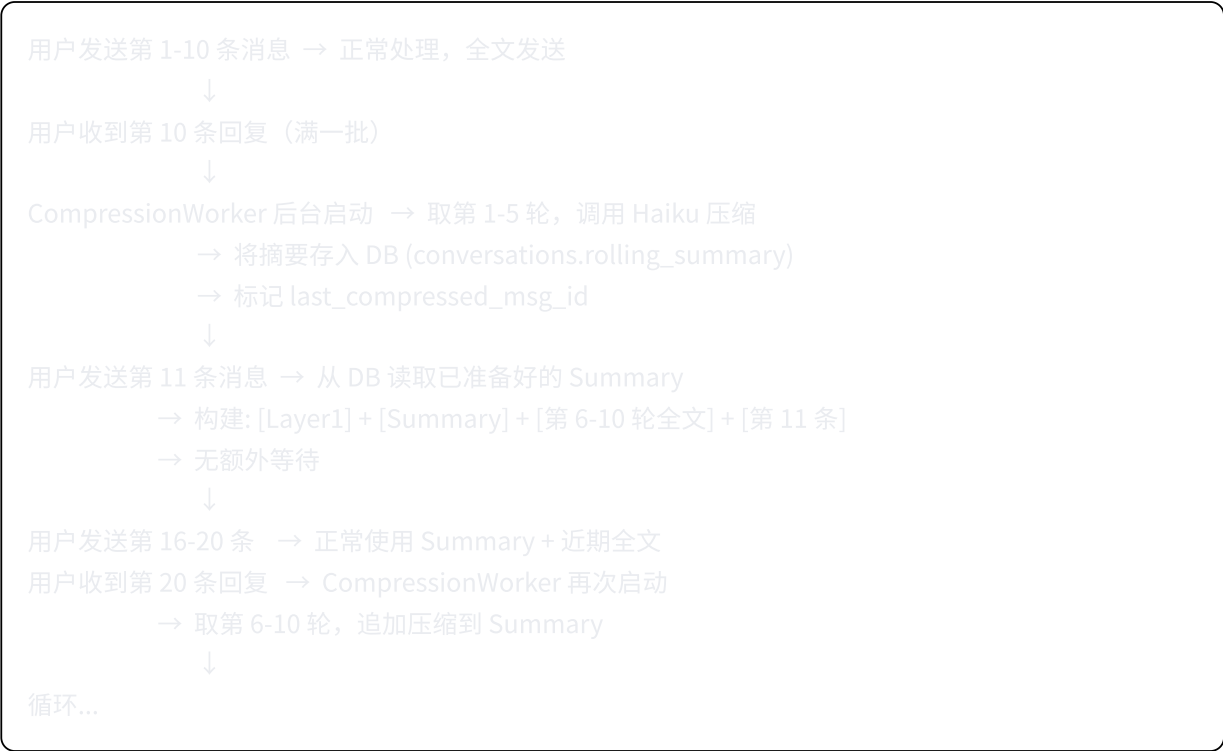 用户发送第 1-10 条消息 → 正常处理，全文发送
↓
用户收到第 10 条回复（满一批）
↓
CompressionWorker 后台启动 → 取第 1-5 轮，调用 Haiku 压缩
→ 将摘要存入 DB (conversations.rolling_summary)
→ 标记 last_compressed_msg_id
↓
用户发送第 11 条消息 → 从 DB 读取已准备好的 Summary
→ 构建: [Layer1] + [Summary] + [第 6-10 轮全文] + [第 11 条]
→ 无额外等待
↓
用户发送第 16-20 条 → 正常使用 Summary + 近期全文
用户收到第 20 条回复 → CompressionWorker 再次启动
→ 取第 6-10 轮，追加压缩到 Summary
↓
循环...